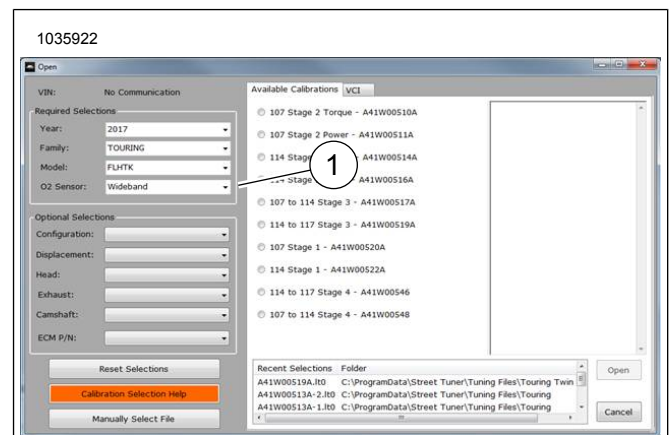 1035922
Open
VIN: No Communication
Required Selections
Year: 2017
Family: TOURING
Model: FLHTK
O2 Sensor: Wideband
Optional Selections
Configuration:
Displacement:
Head:
Exhaust:
Camshaft:
ECM P/N:
Reset Selections
Calibration Selection Help
Manually Select File
Available Calibrations VCI
107 Stage 2 Torque - A41W00510A
107 Stage 2 Power - A41W00511A
114 Stage - A41W00514A
1
114 Stage - A41W00516A
107 to 114 Stage 3 - A41W00517A
114 to 117 Stage 3 - A41W00519A
107 Stage 1 - A41W00520A
114 Stage 1 - A41W00522A
114 to 117 Stage 4 - A41W00546
107 to 114 Stage 4 - A41W00548
Recent Selections Folder
A41W00519A.lt0 C:\ProgramData\Street Tuner\Tuning Files\Touring Twin
A41W00513A-2.lt0 C:\ProgramData\Street Tuner\Tuning Files\Touring
A41W00513A-1.lt0 C:\ProgramData\Street Tuner\Tuning Files\Touring
Open
Cancel